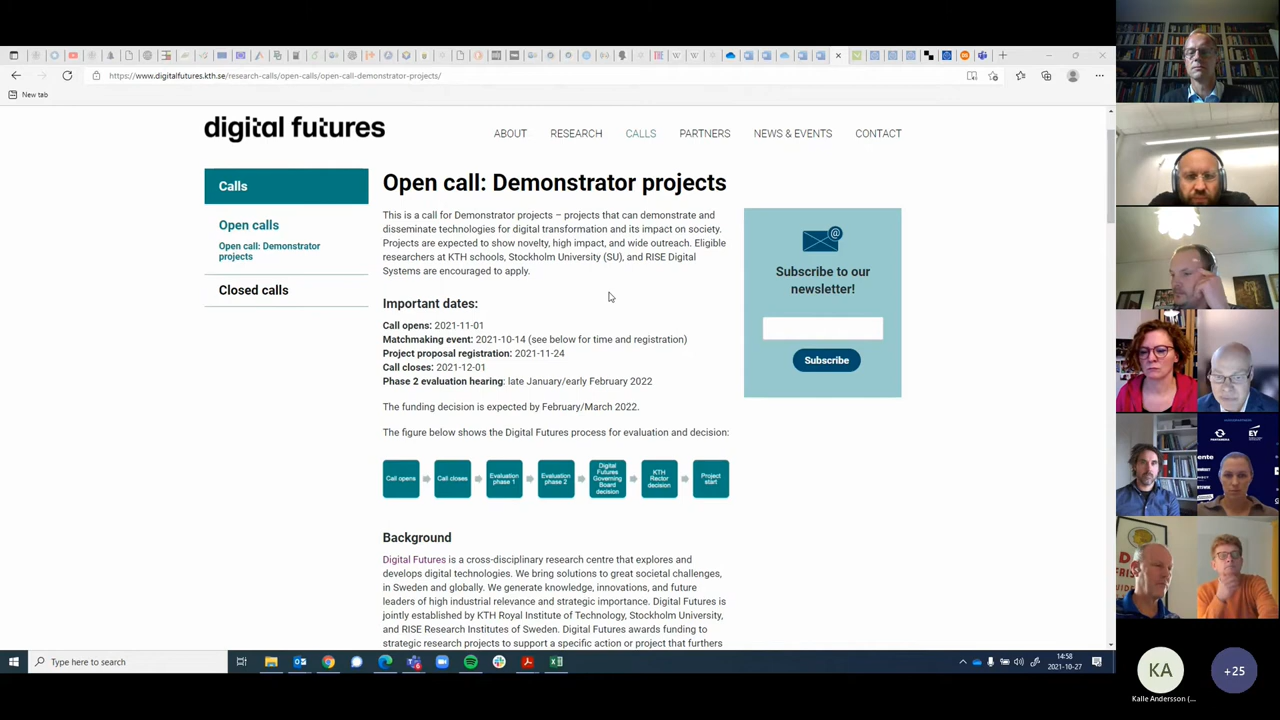 https://www.digitalfutures.kth.se/research-calls/open-calls/open-call-demonstrator-projects/
New tab
digital futures
ABOUT
RESEARCH
CALLS
PARTNERS
NEWS & EVENTS
CONTACT
Calls
Open calls
Open call: Demonstrator
projects
Closed calls
Open call: Demonstrator projects
This is a call for Demonstrator projects – projects that can demonstrate and
disseminate technologies for digital transformation and its impact on society.
Projects are expected to show novelty, high impact, and wide outreach. Eligible
researchers at KTH schools, Stockholm University (SU), and RISE Digital
Systems are encouraged to apply.
Important dates:
Call opens: 2021-11-01
Matchmaking event: 2021-10-14 (see below for time and registration)
Project proposal registration: 2021-11-24
Call closes: 2021-12-01
Phase 2 evaluation hearing: late January/early February 2022
The funding decision is expected by February/March 2022.
The figure below shows the Digital Futures process for evaluation and decision:
Call opens
Call closes
Evaluation
phase 1
Evaluation
phase 2
Digital
Futures
Governing
Board
decision
KTH
Rector
decision
Project
start
Background
Digital Futures is a cross-disciplinary research centre that explores and
develops digital technologies. We bring solutions to great societal challenges,
in Sweden and globally. We generate knowledge, innovations, and future
leaders of high industrial relevance and strategic importance. Digital Futures is
jointly established by KTH Royal Institute of Technology, Stockholm University,
and RISE Research Institutes of Sweden. Digital Futures awards funding to
strategic research projects to support a specific action or project that furthers
Subscribe to our
newsletter!
Subscribe
Type here to search
14:58
2021-10-27
EY
KA
Kalle Andersson (...
+25